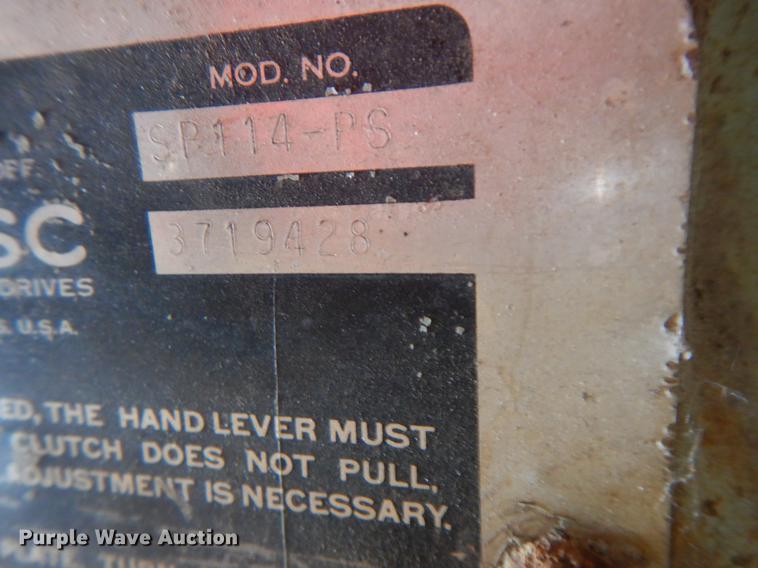 MOD. NO.
SP114-PS
OFF
3719428
SC
DRIVES
U.S.A.
ED, THE HAND LEVER MUST
CLUTCH DOES NOT PULL,
ADJUSTMENT IS NECESSARY.
Purple Wave Auction